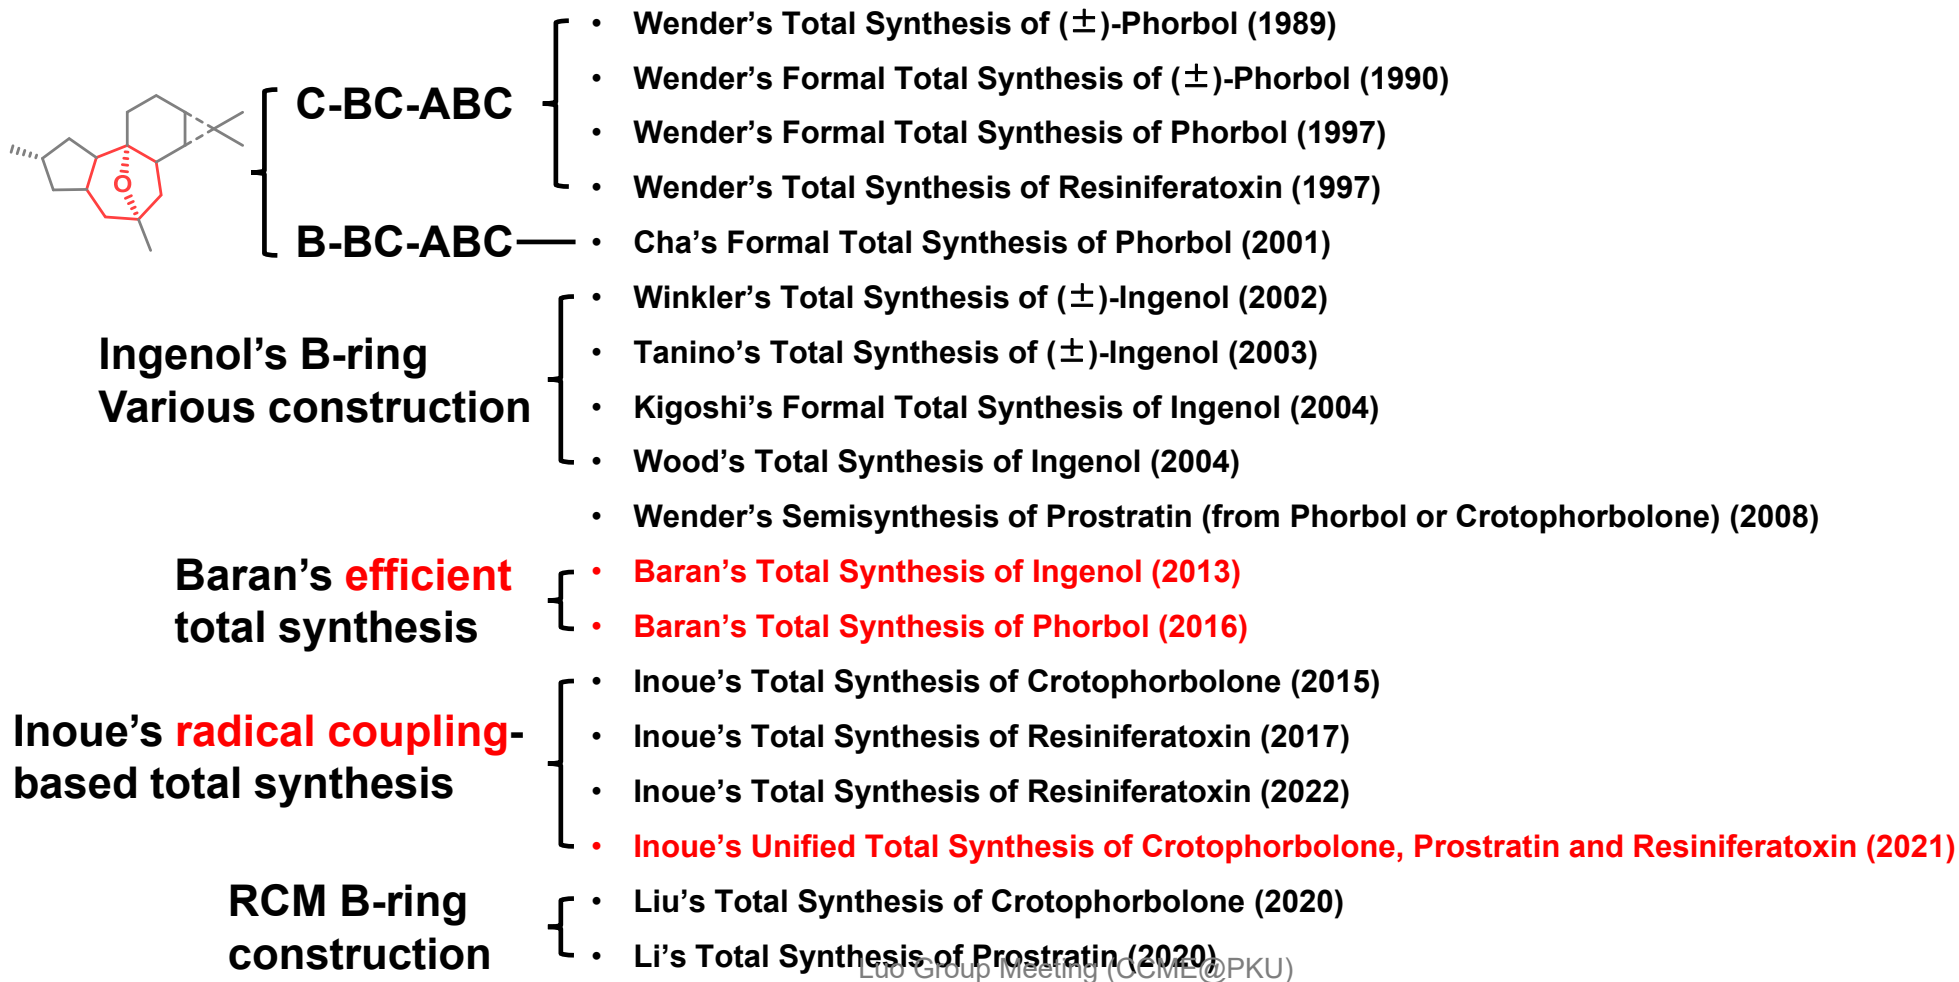 C-BC-ABC
• Wender's Total Synthesis of (±)-Phorbol (1989)
• Wender's Formal Total Synthesis of (±)-Phorbol (1990)
• Wender's Formal Total Synthesis of Phorbol (1997)
• Wender's Total Synthesis of Resiniferatoxin (1997)
O
B-BC-ABC
• Cha's Formal Total Synthesis of Phorbol (2001)
Ingenol's B-ring
Various construction
• Winkler's Total Synthesis of (±)-Ingenol (2002)
• Tanino's Total Synthesis of (±)-Ingenol (2003)
• Kigoshi's Formal Total Synthesis of Ingenol (2004)
• Wood's Total Synthesis of Ingenol (2004)
• Wender's Semisynthesis of Prostratin (from Phorbol or Crotophorbolone) (2008)
Baran's efficient
total synthesis
• Baran's Total Synthesis of Ingenol (2013)
• Baran's Total Synthesis of Phorbol (2016)
Inoue's radical coupling-
based total synthesis
• Inoue's Total Synthesis of Crotophorbolone (2015)
• Inoue's Total Synthesis of Resiniferatoxin (2017)
• Inoue's Total Synthesis of Resiniferatoxin (2022)
• Inoue's Unified Total Synthesis of Crotophorbolone, Prostratin and Resiniferatoxin (2021)
RCM B-ring
construction
• Liu's Total Synthesis of Crotophorbolone (2020)
• Li's Total Synthesis of Prostratin (2020)
Luo Group Meeting (CCME@PKU)